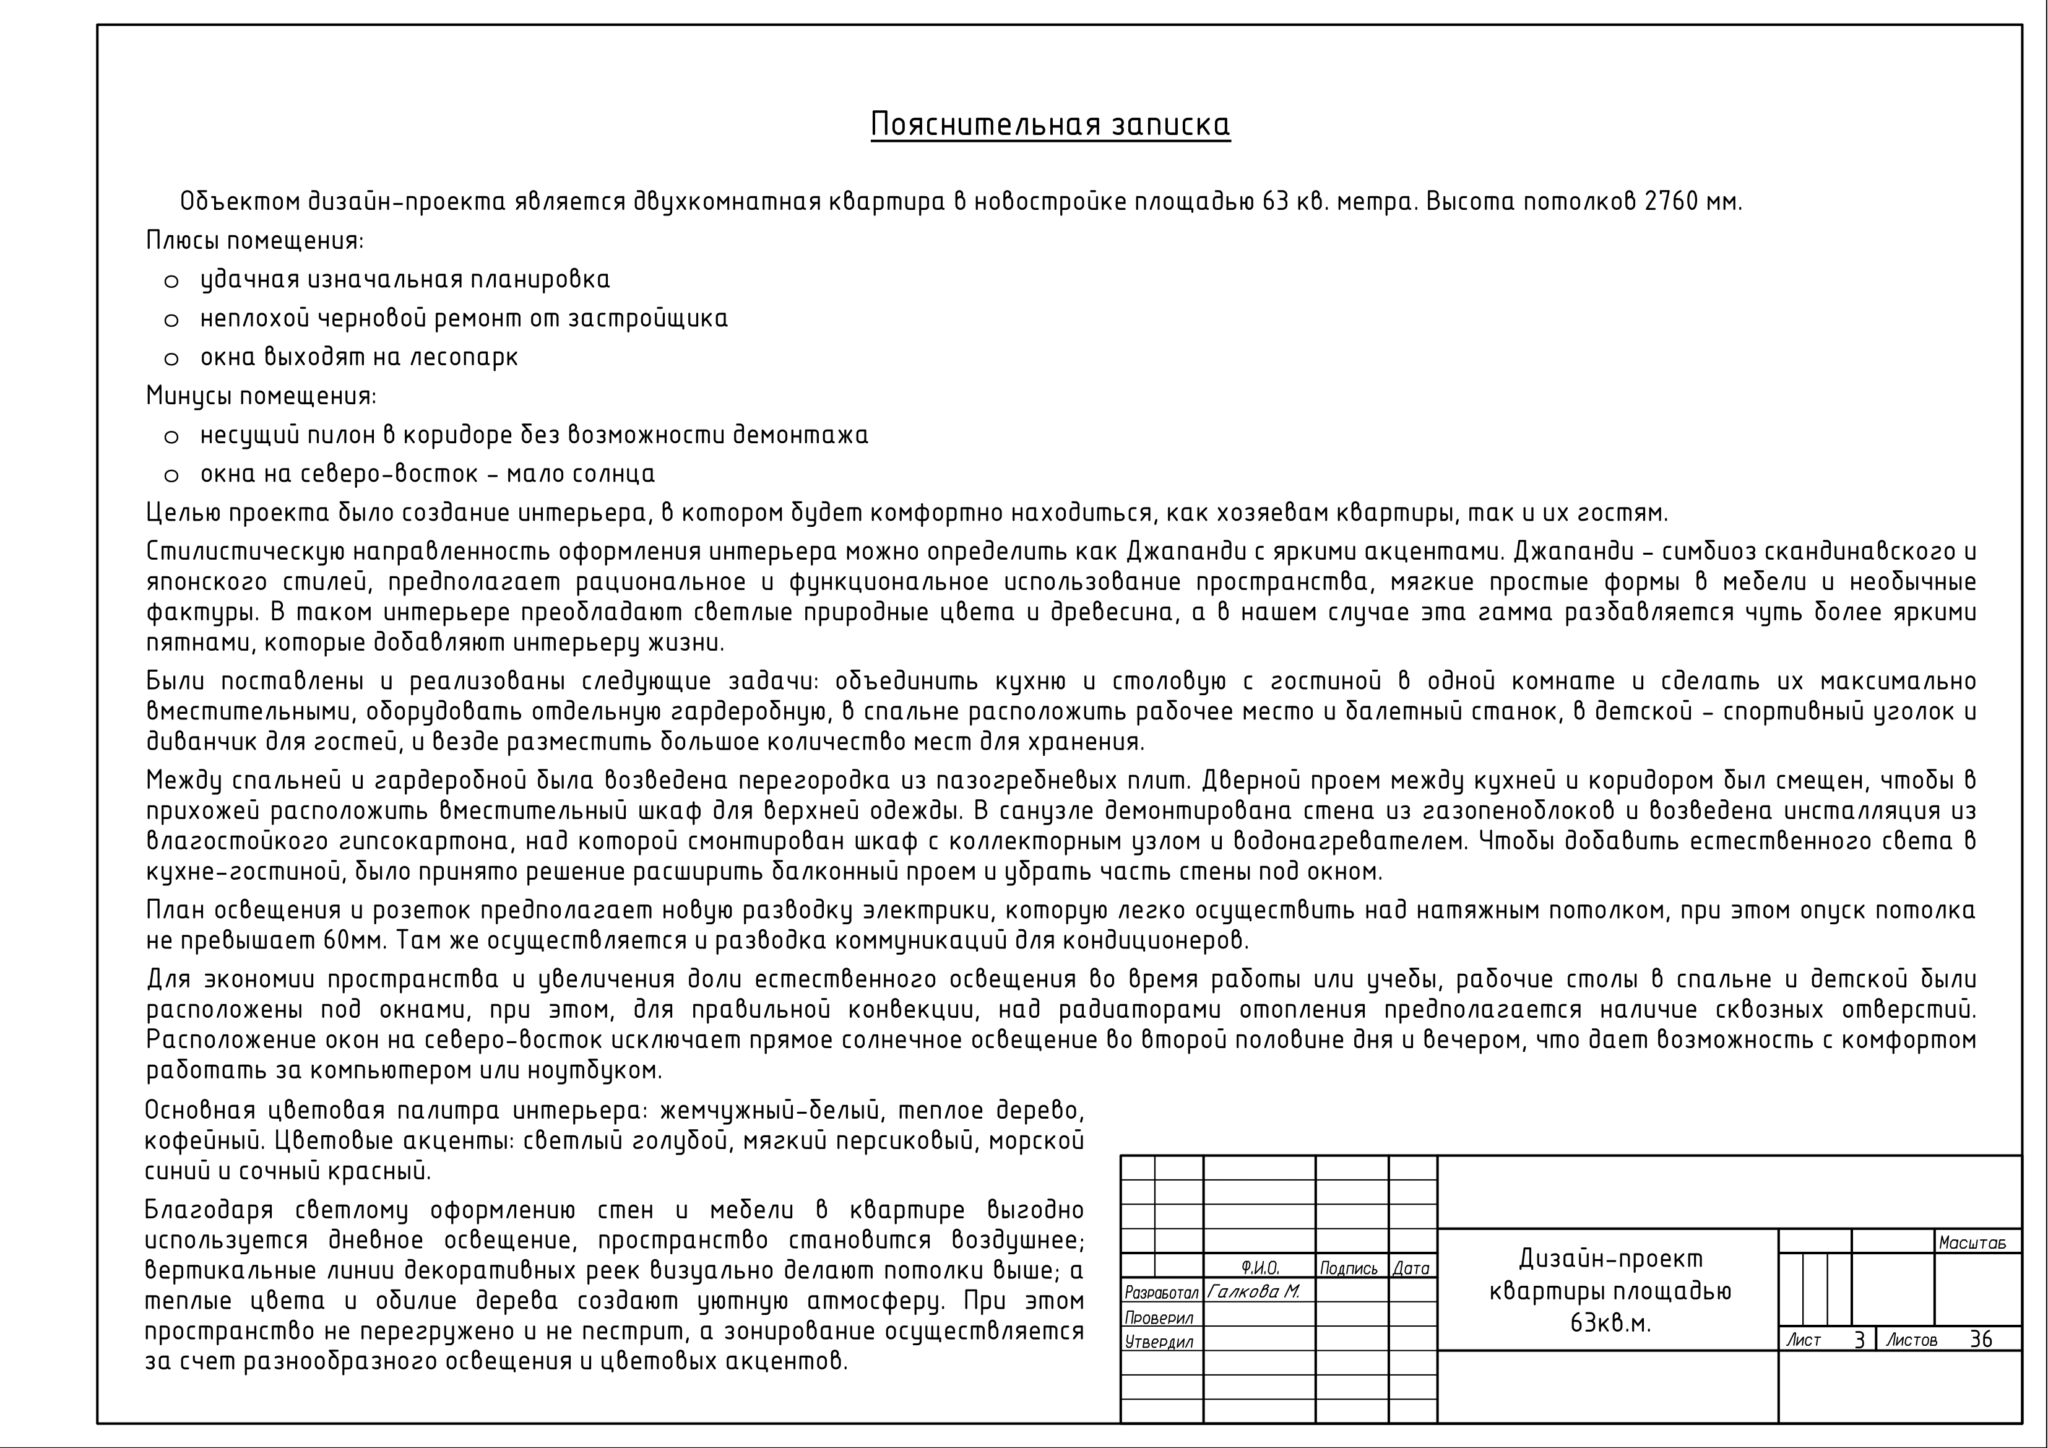 Пояснительная записка
Объектом дизайн-проекта является двухкомнатная квартира в новостройке площадью 63 кв. метра. Высота потолков 2760 мм.
Плюсы помещения:
o удачная изначальная планировка
o неплохой черновой ремонт от застройщика
o окна выходят на лесопарк
Минусы помещения:
o несущий пилон в коридоре без возможности демонтажа
o окна на северо-восток - мало солнца
Целью проекта было создание интерьера, в котором будет комфортно находиться, как хозяевам квартиры, так и их гостям.
Стилистическую направленность оформления интерьера можно определить как Джапанди с яркими акцентами. Джапанди - симбиоз скандинавского и
японского стилей, предполагает рациональное и функциональное использование пространства, мягкие простые формы в мебели и необычные
фактуры. В таком интерьере преобладают светлые природные цвета и древесина, а в нашем случае эта гамма разбавляется чуть более яркими
пятнами, которые добавляют интерьеру жизни.
Были поставлены и реализованы следующие задачи: объединить кухню и столовую с гостиной в одной комнате и сделать их максимально
вместительными, оборудовать отдельную гардеробную, в спальне расположить рабочее место и балетный станок, в детской - спортивный уголок и
диванчик для гостей, и везде разместить большое количество мест для хранения.
Между спальней и гардеробной была возведена перегородка из пазогребневых плит. Дверной проем между кухней и коридором был смещен, чтобы в
прихожей расположить вместительный шкаф для верхней одежды. В санузле демонтирована стена из газопеноблоков и возведена инсталляция из
влагостойкого гипсокартона, над которой смонтирован шкаф с коллекторным узлом и водонагревателем. Чтобы добавить естественного света в
кухне-гостиной, было принято решение расширить балконный проем и убрать часть стены под окном.
План освещения и розеток предполагает новую разводку электрики, которую легко осуществить над натяжным потолком, при этом опуск потолка
не превышает 60мм. Там же осуществляется и разводка коммуникаций для кондиционеров.
Для экономии пространства и увеличения доли естественного освещения во время работы или учебы, рабочие столы в спальне и детской были
расположены под окнами, при этом, для правильной конвекции, над радиаторами отопления предполагается наличие сквозных отверстий.
Расположение окон на северо-восток исключает прямое солнечное освещение во второй половине дня и вечером, что дает возможность с комфортом
работать за компьютером или ноутбуком.
Основная цветовая палитра интерьера: жемчужный-белый, теплое дерево,
кофейный. Цветовые акценты: светлый голубой, мягкий персиковый, морской
синий и сочный красный.
Благодаря светлому оформлению стен и мебели в квартире выгодно
используется дневное освещение, пространство становится воздушнее;
вертикальные линии декоративных реек визуально делают потолки выше; а
теплые цвета и обилие дерева создают уютную атмосферу. При этом
пространство не перегружено и не пестрит, а зонирование осуществляется
за счет разнообразного освещения и цветовых акцентов.
Ф.И.О. Подпись Дата
Разработал Галкова М.
Проверил
Утвердил
Дизайн-проект
квартиры площадью
63кв.м.
Масштаб
Лист 3 Листов 36